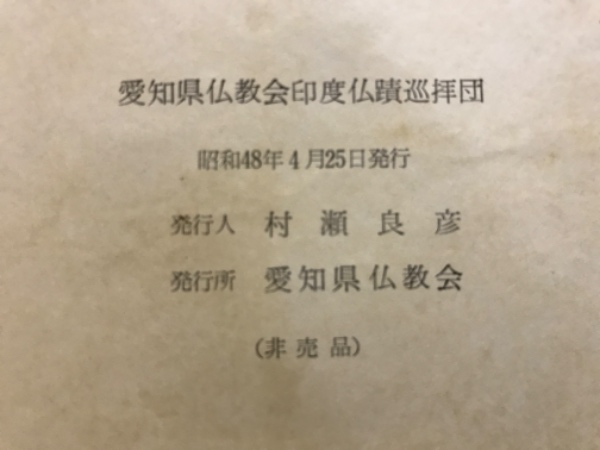 愛知県仏教会印度仏蹟巡拝団
昭和48年4月25日発行
発行人 村瀬良彦
発行所 愛知県仏教会
(非売品)